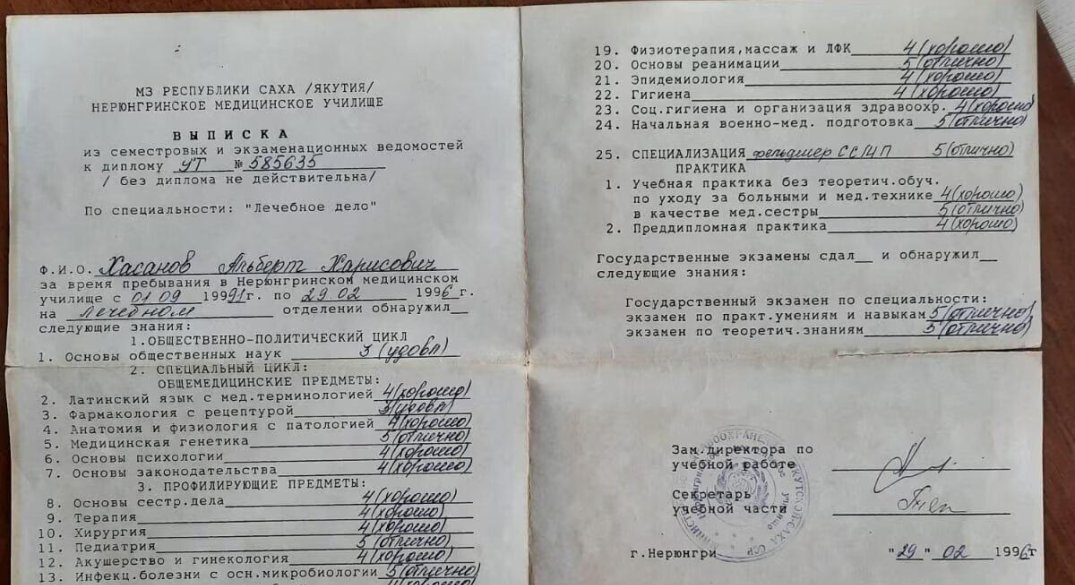 МЗ РЕСПУБЛИКИ САХА /ЯКУТИЯ/
НЕРЮНГРИНСКОЕ МЕДИЦИНСКОЕ УЧИЛИЩЕ
ВЫПИСКА
из семестровых и экзаменационных ведомостей
к диплому УТ № 585635
/ без диплома не действительна/
По специальности: "Лечебное дело"
Ф.И.О. Хасанов Альберт Харисович
за время пребывания в Нерюнгринском медицинском
училище с 01 09 19991г. по 29.02 1996г.
на лечебном отделении обнаружил
следующие знания:
1.ОБЩЕСТВЕННО-ПОЛИТИЧЕСКИЙ ЦИКЛ
1. Основы общественных наук 3 (удовл)
2. СПЕЦИАЛЬНЫЙ ЦИКЛ:
ОБЩЕМЕДИЦИНСКИЕ ПРЕДМЕТЫ:
2. Латинский язык с мед.терминологией 4(хорошо)
3. Фармакология с рецептурой 3(удовл)
4. Анатомия и физиология с патологией 4(хорошо)
5. Медицинская генетика 5(отлично)
6. Основы психологии 4(хорошо)
7. Основы законодательства 4(хорошо)
3. ПРОФИЛИРУЮЩИЕ ПРЕДМЕТЫ:
8. Основы сестр.дела 4(хорошо)
9. Терапия 4(хорошо)
10. Хирургия 4(хорошо)
11. Педиатрия 5(отлично)
12. Акушерство и гинекология 4(хорошо)
13. Инфекц.болезни с осн.микробиологии 5(отлично)
19. Физиотерапия,массаж и ЛФК 4(хорошо)
20. Основы реанимации 5(отлично)
21. Эпидемиология 4(хорошо)
22. Гигиена 4(хорошо)
23. Соц.гигиена и организация здравоохр. 4(хорошо)
24. Начальная военно-мед. подготовка 5(отлично)
25. СПЕЦИАЛИЗАЦИЯ фельдшер СС/МП 5(отлично)
ПРАКТИКА
1. Учебная практика без теоретич.обуч.
по уходу за больными и мед.технике 4(хорошо)
в качестве мед.сестры 5(отлично)
2. Преддипломная практика 4(хорошо)
Государственные экзамены сдал и обнаружил
следующие знания:
Государственный экзамен по специальности:
экзамен по практ.умениям и навыкам 5(отлично)
экзамен по теоретич.знаниям 5(отлично)
Зам.директора по
учебной работе
Секретарь
учебной части
г.Нерюнгри "29" 02 1996г